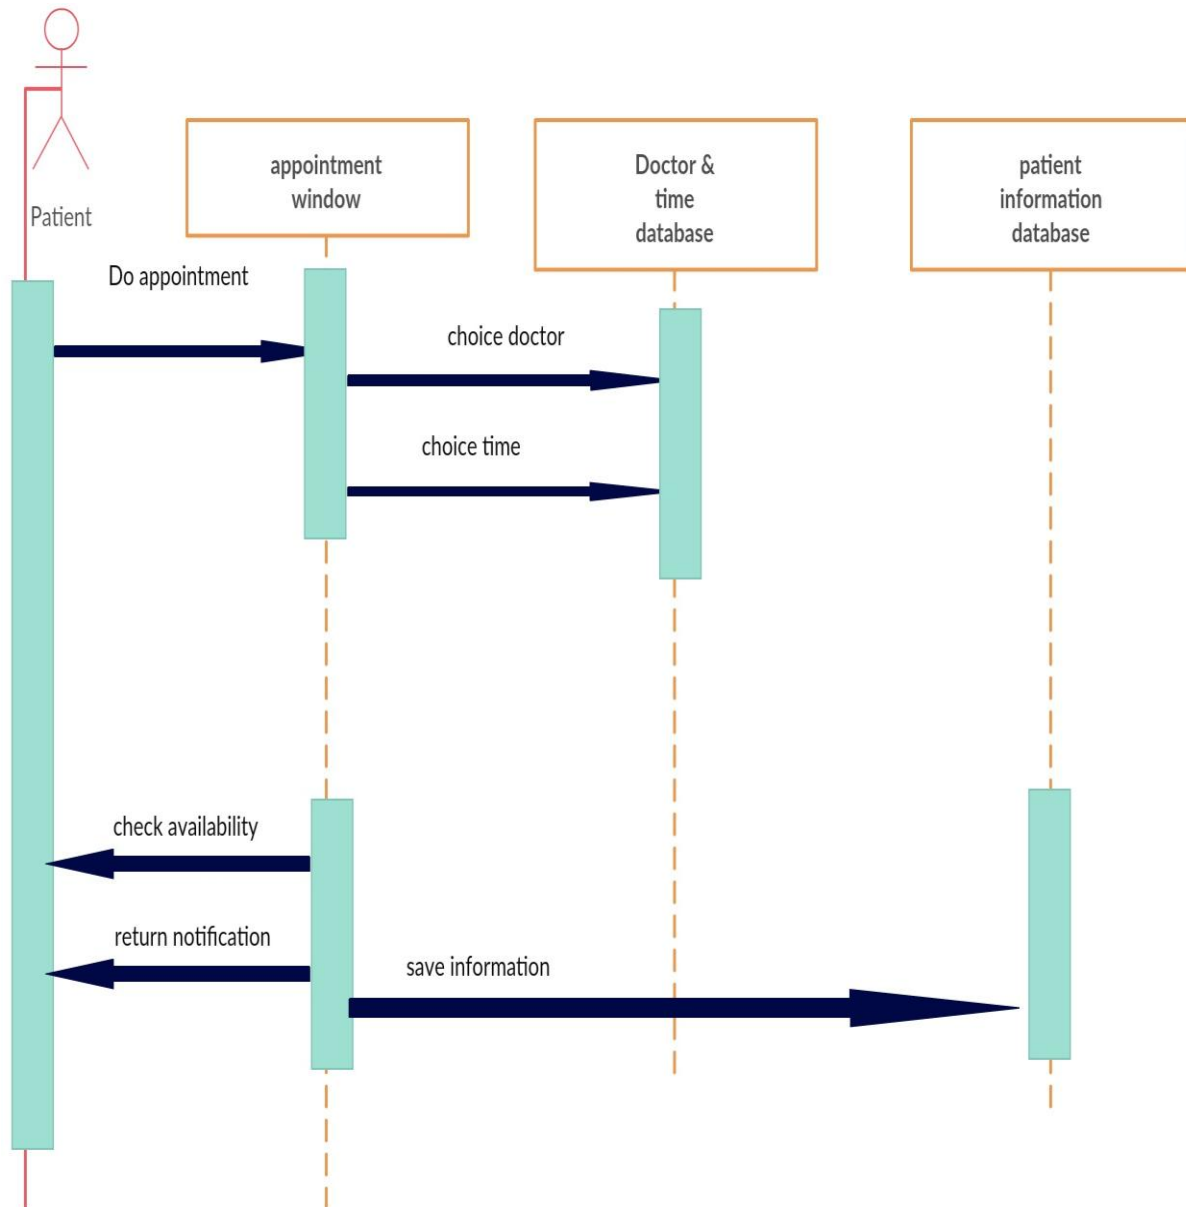 Patient
appointment
window
Doctor &
time
database
patient
information
database
Do appointment
choice doctor
choice time
check availability
return notification
save information